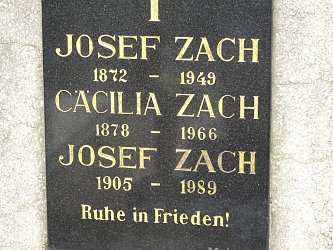 JOSEF ZACH
1872 - 1949
CÄCILIA ZACH
1878 - 1966
JOSEF ZACH
1905 - 1989
Ruhe in Frieden!